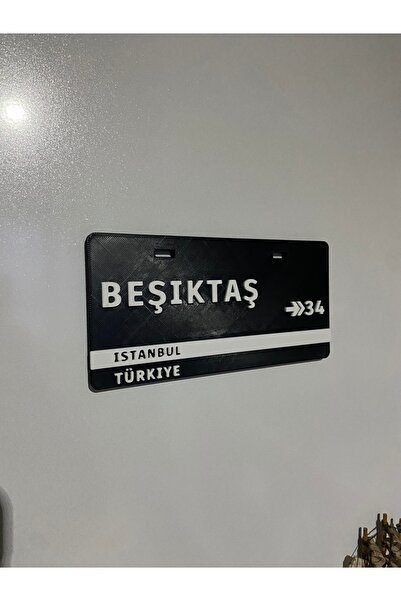 BEŞIKTAŞ
34
ISTANBUL
TÜRKIYE